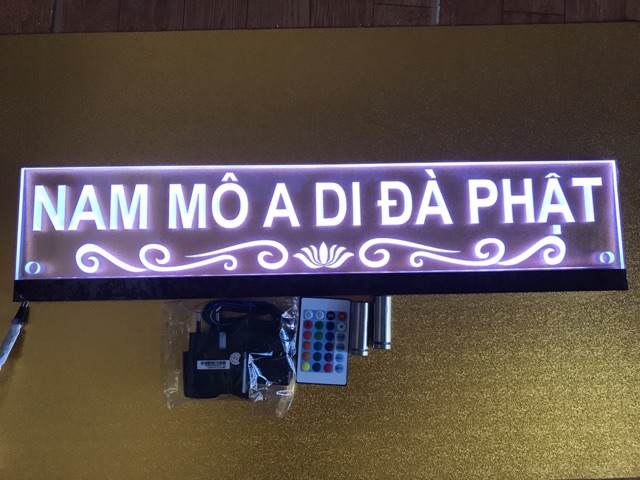 NAM MÔ A DI ĐÀ PHẬT